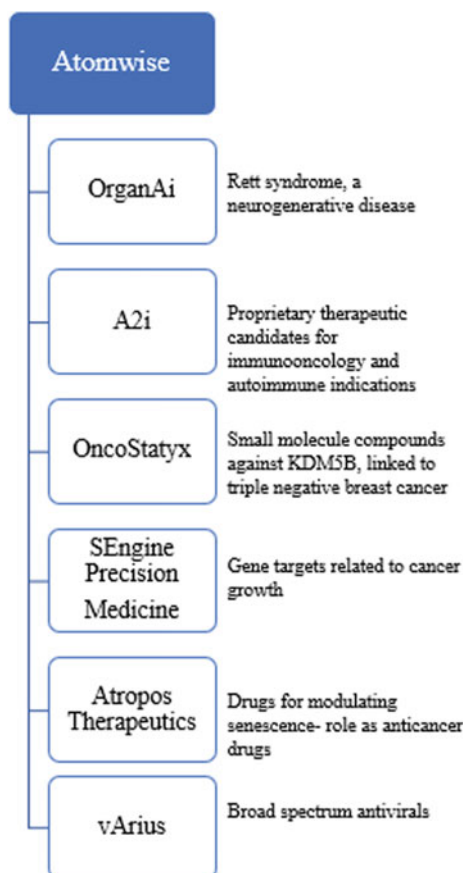 Atomwise
OrganAi
Rett syndrome, a
neurogenerative disease
A2i
Proprietary therapeutic
candidates for
immunooncology and
autoimmune indications
OncoStatyx
Small molecule compounds
against KDM5B, linked to
triple negative breast cancer
SEngine
Precision
Medicine
Gene targets related to cancer
growth
Atropos
Therapeutics
Drugs for modulating
senescence- role as anticancer
drugs
vArius
Broad spectrum antivirals